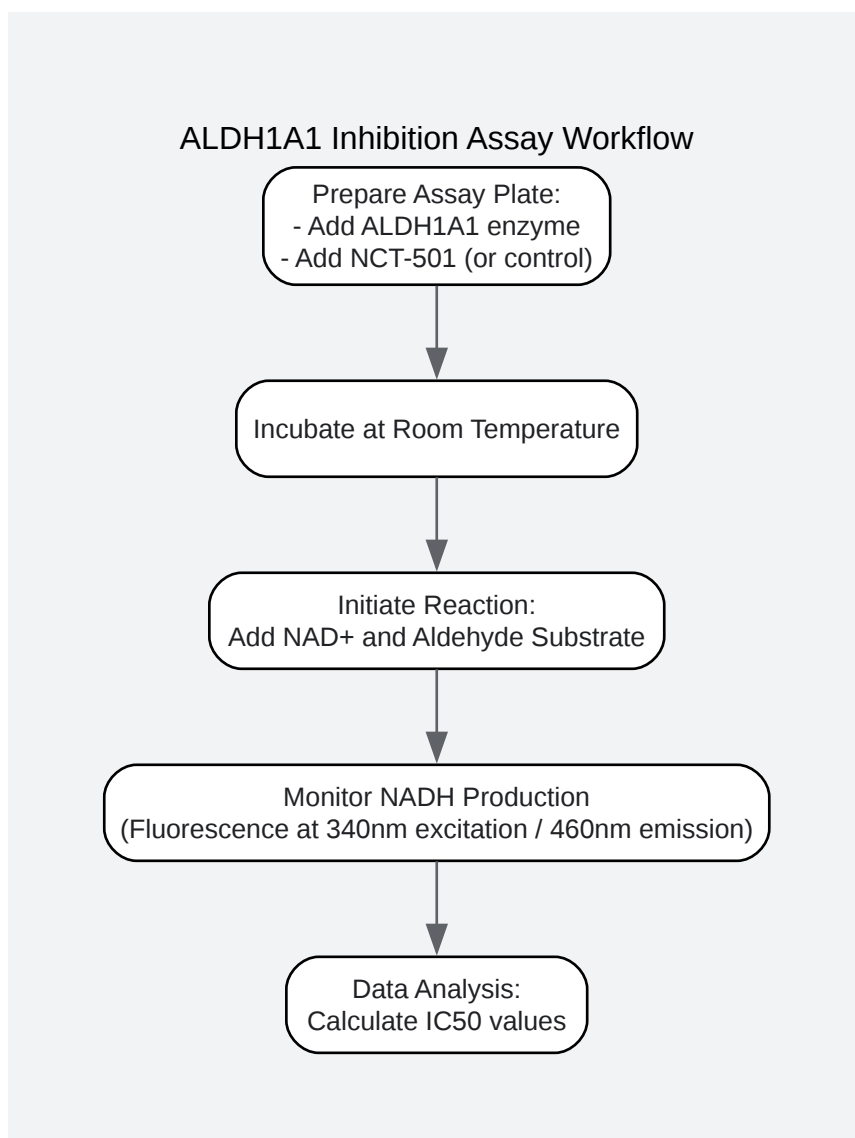 ALDH1A1 Inhibition Assay Workflow
Prepare Assay Plate:
- Add ALDH1A1 enzyme
- Add NCT-501 (or control)
Incubate at Room Temperature
Initiate Reaction:
Add NAD+ and Aldehyde Substrate
Monitor NADH Production
(Fluorescence at 340nm excitation / 460nm emission)
Data Analysis:
Calculate IC50 values